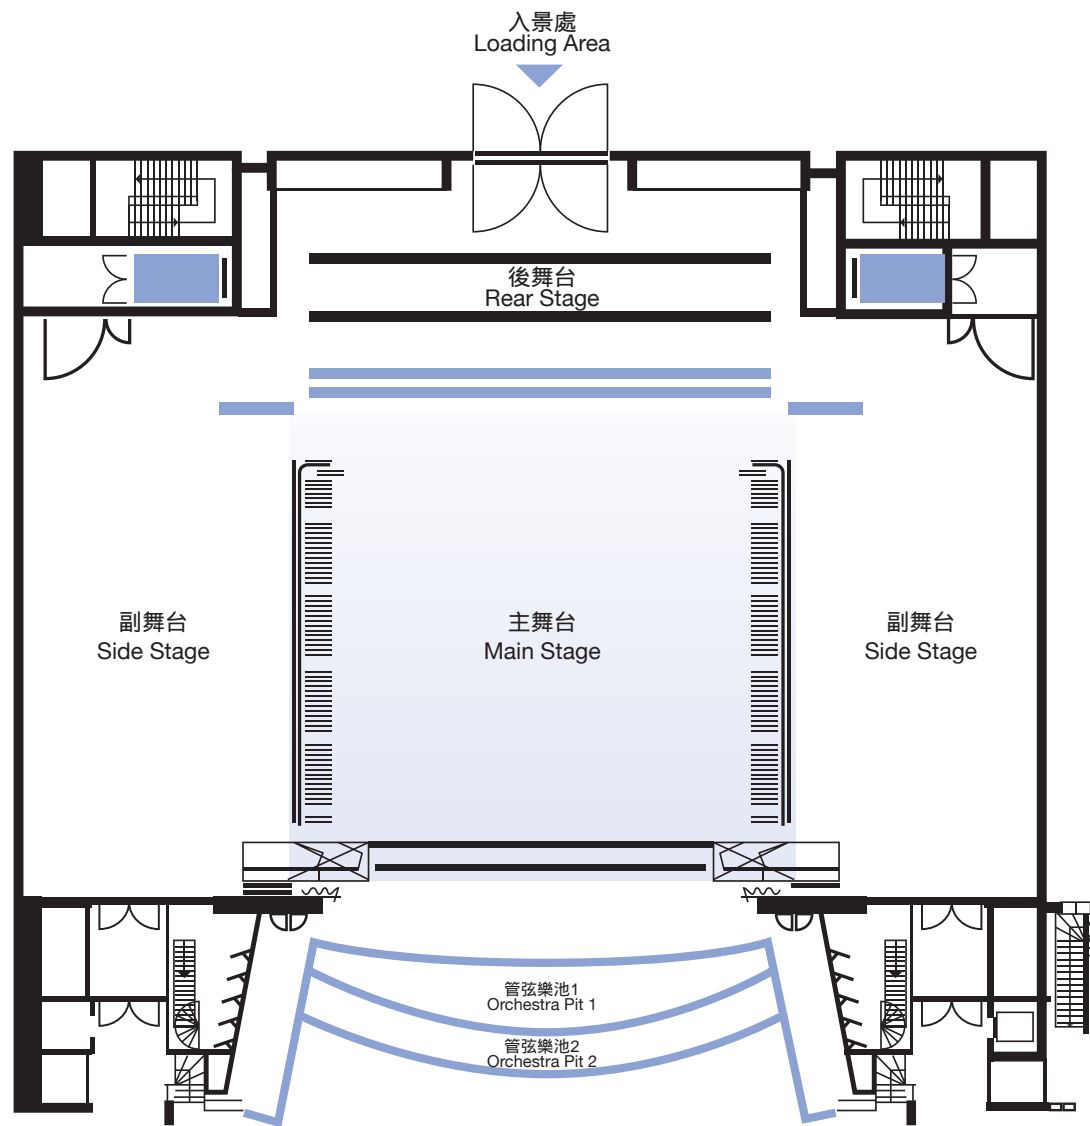 入景處
Loading Area
後舞台
Rear Stage
副舞台
Side Stage
主舞台
Main Stage
副舞台
Side Stage
管弦樂池1
Orchestra Pit 1
管弦樂池2
Orchestra Pit 2